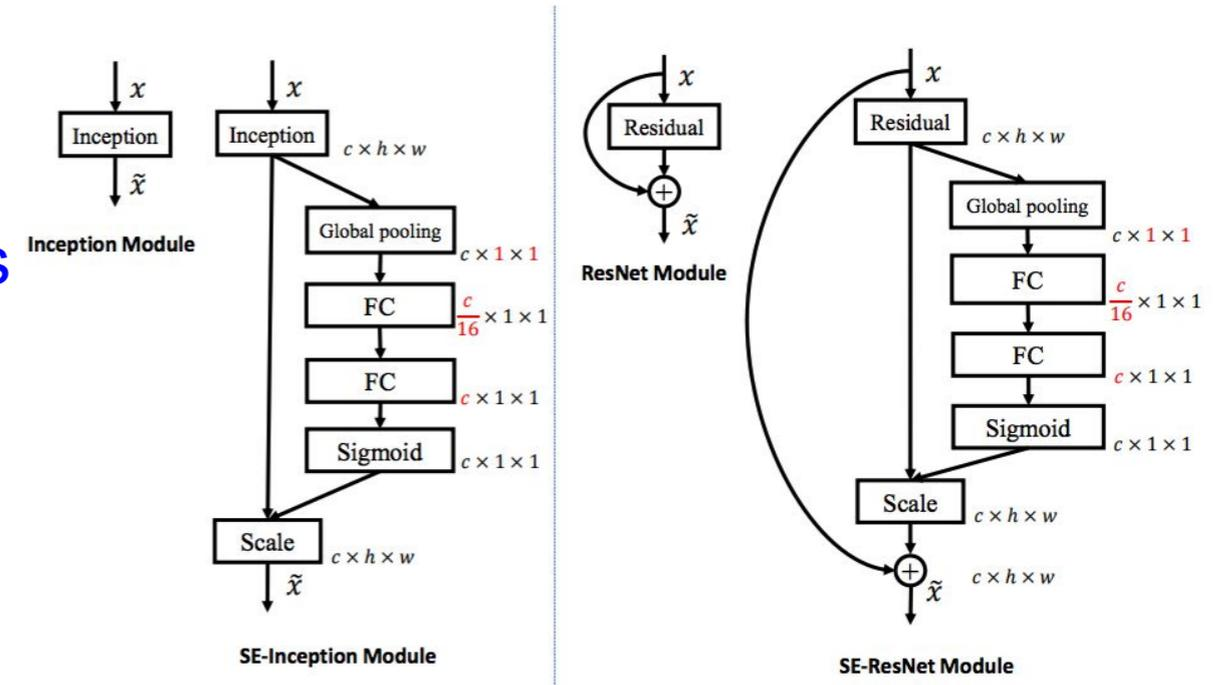 s
x
Inception
x̃
Inception Module
x
Inception
c × h × w
Global pooling
c × 1 × 1
FC
c/16 × 1 × 1
FC
c × 1 × 1
Sigmoid
c × 1 × 1
Scale
c × h × w
x̃
SE-Inception Module
x
Residual
+
x̃
ResNet Module
x
Residual
c × h × w
Global pooling
c × 1 × 1
FC
c/16 × 1 × 1
FC
c × 1 × 1
Sigmoid
c × 1 × 1
Scale
c × h × w
+
c × h × w
x̃
SE-ResNet Module